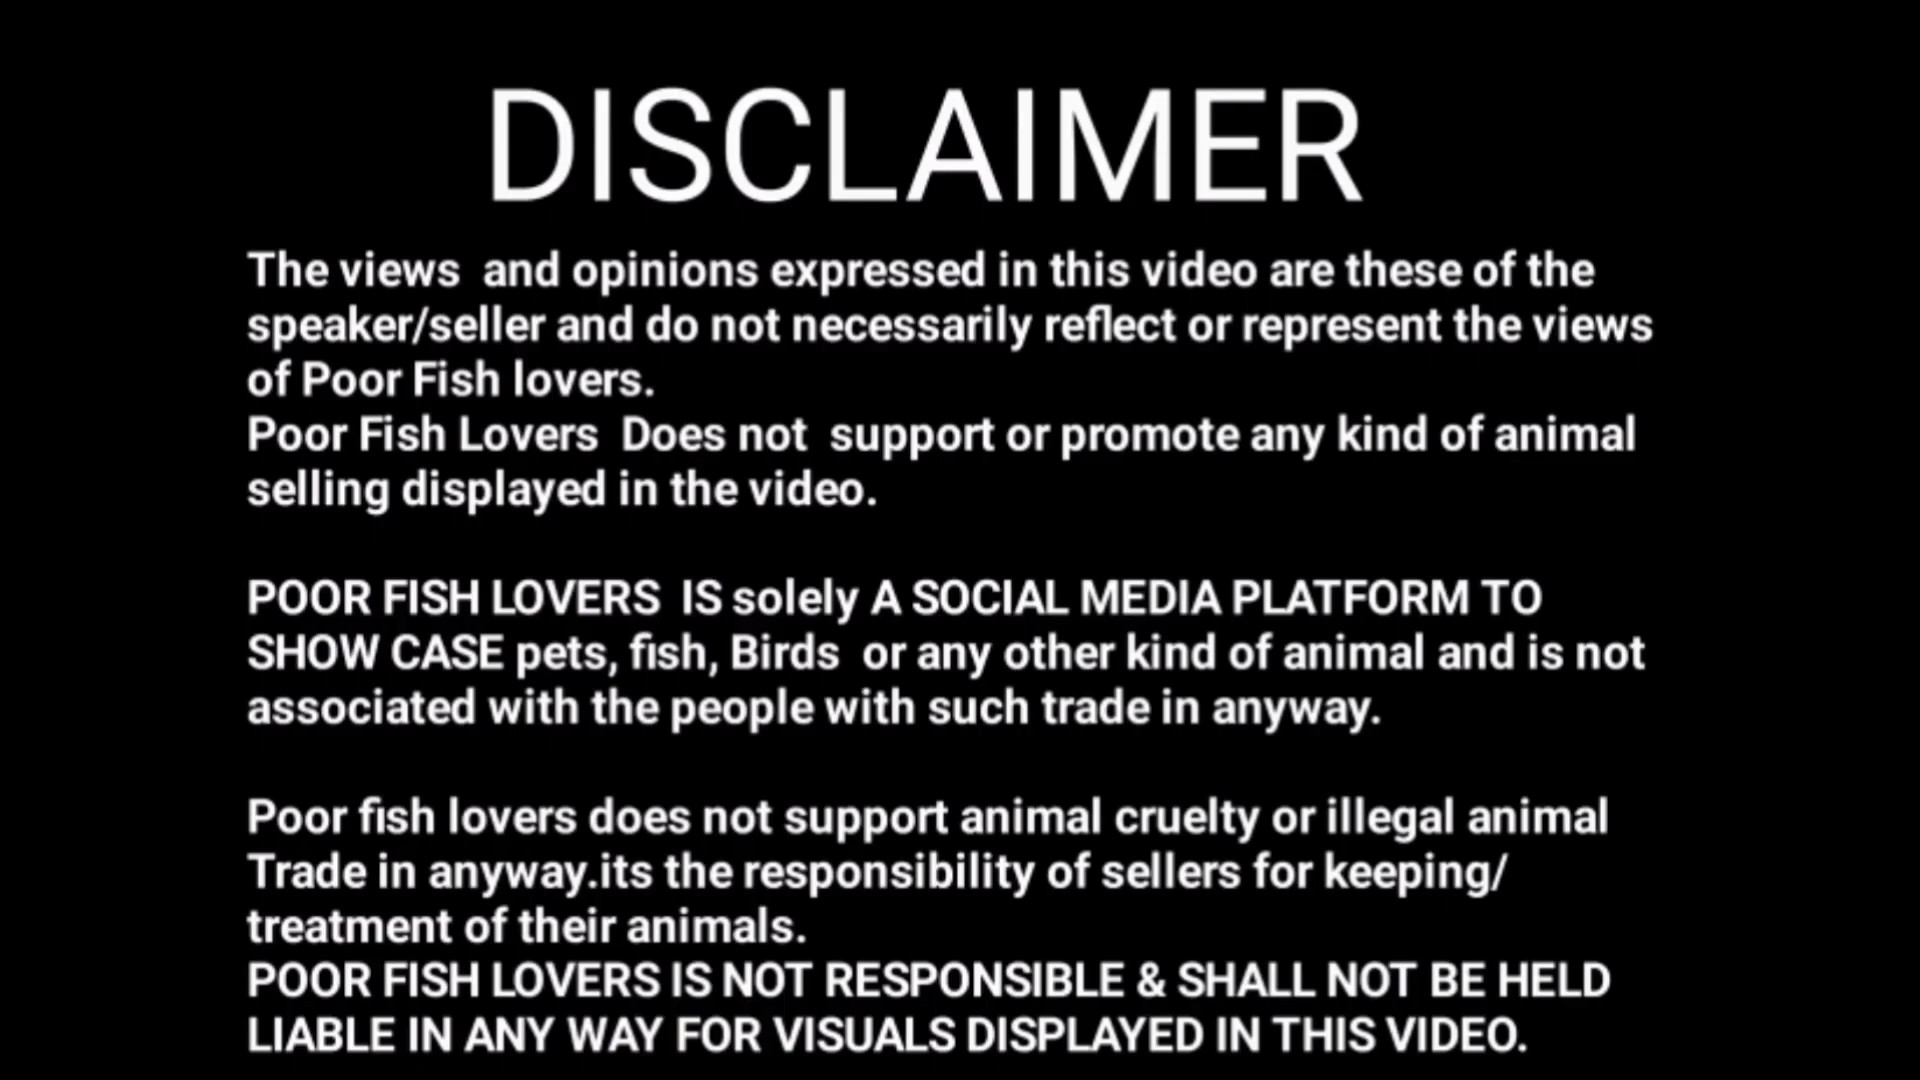 DISCLAIMER
The views and opinions expressed in this video are these of the
speaker/seller and do not necessarily reflect or represent the views
of Poor Fish lovers.
Poor Fish Lovers Does not support or promote any kind of animal
selling displayed in the video.
POOR FISH LOVERS IS solely A SOCIAL MEDIA PLATFORM TO
SHOW CASE pets, fish, Birds or any other kind of animal and is not
associated with the people with such trade in anyway.
Poor fish lovers does not support animal cruelty or illegal animal
Trade in anyway.its the responsibility of sellers for keeping/
treatment of their animals.
POOR FISH LOVERS IS NOT RESPONSIBLE & SHALL NOT BE HELD
LIABLE IN ANY WAY FOR VISUALS DISPLAYED IN THIS VIDEO.